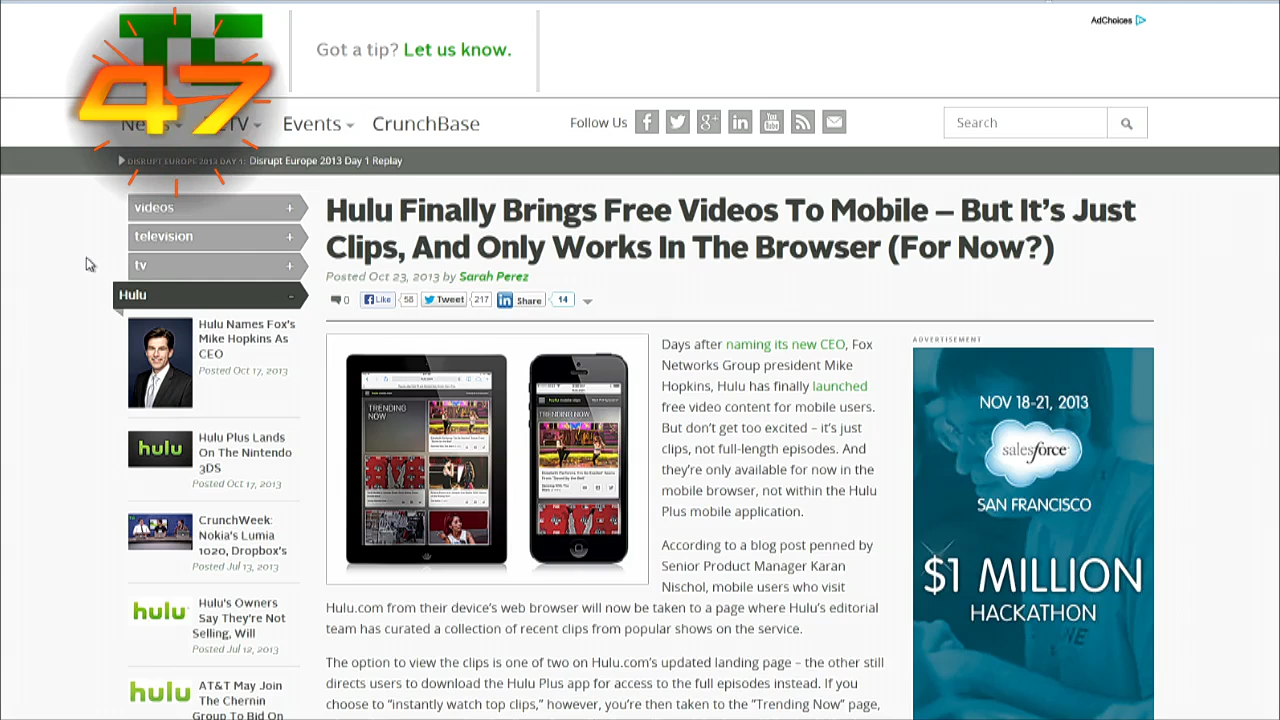 AdChoices
TC
47
Got a tip? Let us know.
News TV Events CrunchBase
Follow Us
Search
DISRUPT EUROPE 2013 DAY 1: Disrupt Europe 2013 Day 1 Replay
videos +
television +
tv +
Hulu -
Hulu Names Fox's
Mike Hopkins As
CEO
Posted Oct 17, 2013
hulu
Hulu Plus Lands
On The Nintendo
3DS
Posted Oct 17, 2013
CrunchWeek:
Nokia's Lumia
1020, Dropbox's
Posted Jul 13, 2013
hulu
Hulu's Owners
Say They're Not
Selling, Will
Posted Jul 12, 2013
hulu
AT&T May Join
The Chernin
Group To Bid On
Hulu Finally Brings Free Videos To Mobile – But It's Just
Clips, And Only Works In The Browser (For Now?)
Posted Oct 23, 2013 by Sarah Perez
0 Like 58 Tweet 217 in Share 14
TRENDING
NOW
TRENDING NOW
Days after naming its new CEO, Fox
Networks Group president Mike
Hopkins, Hulu has finally launched
free video content for mobile users.
But don't get too excited – it's just
clips, not full-length episodes. And
they're only available for now in the
mobile browser, not within the Hulu
Plus mobile application.
According to a blog post penned by
Senior Product Manager Karan
Nischol, mobile users who visit
Hulu.com from their device's web browser will now be taken to a page where Hulu's editorial
team has curated a collection of recent clips from popular shows on the service.
The option to view the clips is one of two on Hulu.com's updated landing page – the other still
directs users to download the Hulu Plus app for access to the full episodes instead. If you
choose to "instantly watch top clips," however, you're then taken to the "Trending Now" page,
ADVERTISEMENT
NOV 18-21, 2013
salesforce
SAN FRANCISCO
$1 MILLION
HACKATHON